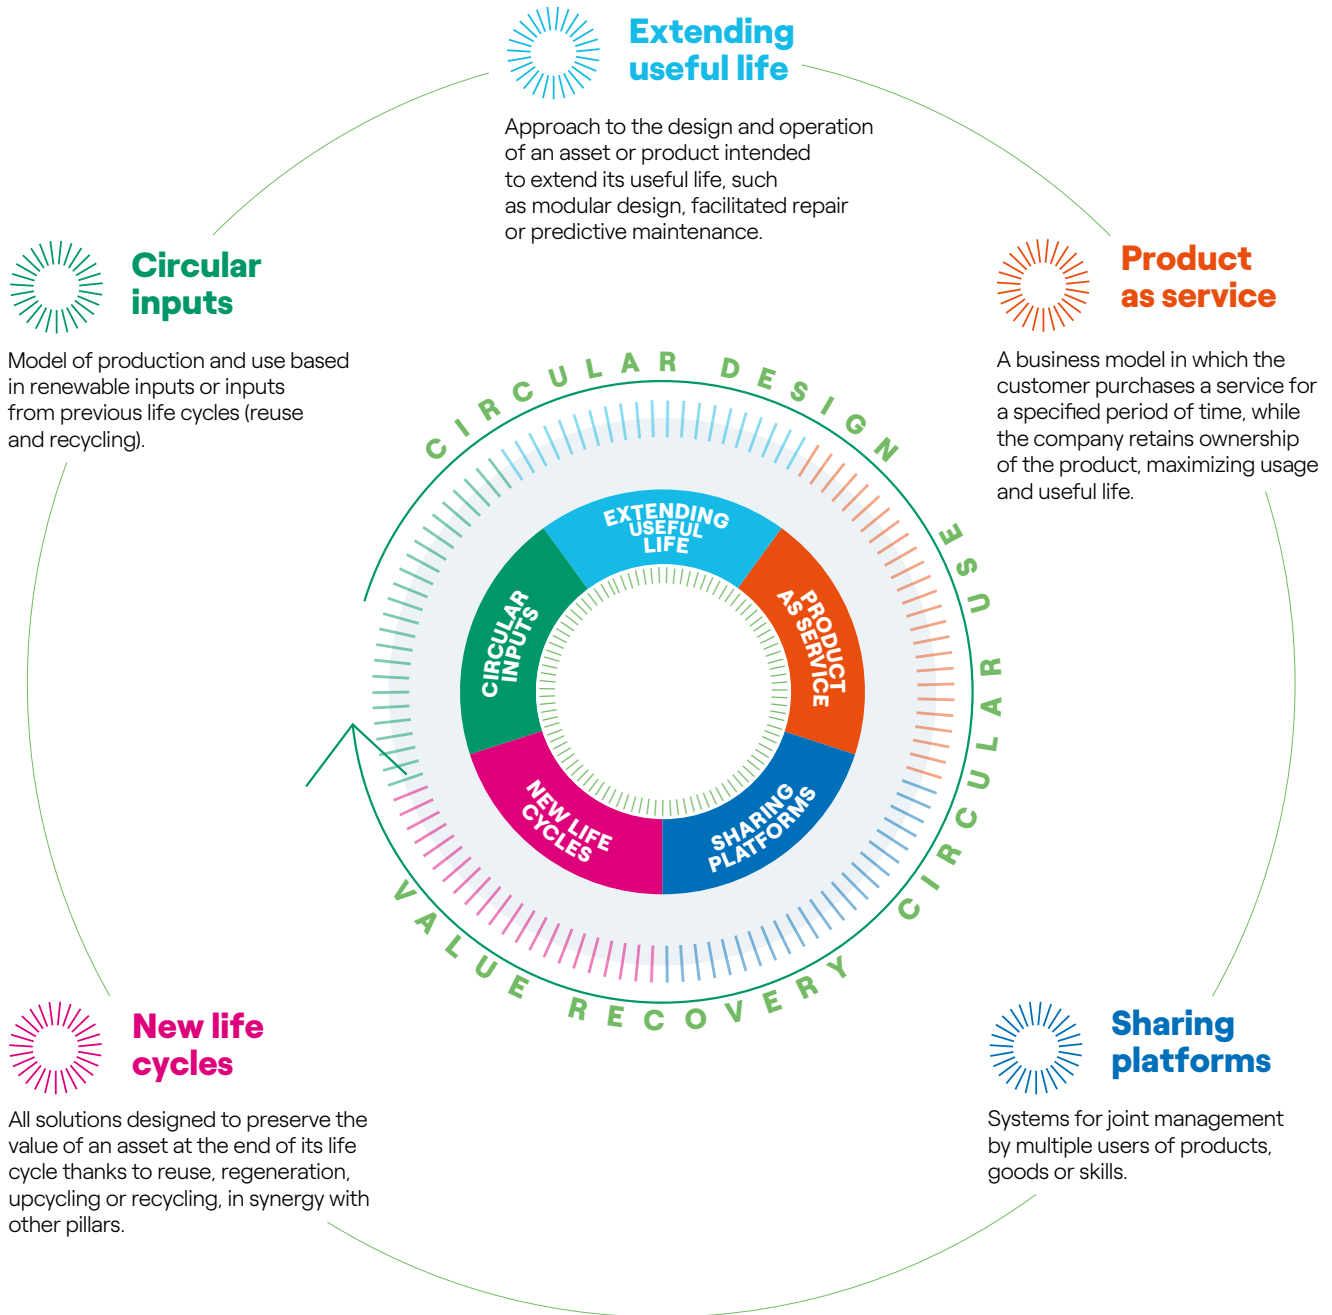 Extending
useful life
Approach to the design and operation
of an asset or product intended
to extend its useful life, such
as modular design, facilitated repair
or predictive maintenance.
Circular
inputs
Model of production and use based
in renewable inputs or inputs
from previous life cycles (reuse
and recycling).
Product
as service
A business model in which the
customer purchases a service for
a specified period of time, while
the company retains ownership
of the product, maximizing usage
and useful life.
CIRCULAR DESIGN
CIRCULAR USE
VALUE RECOVERY
EXTENDING
USEFUL
LIFE
PRODUCT
AS SERVICE
CIRCULAR
INPUTS
NEW LIFE
CYCLES
SHARING
PLATFORMS
New life
cycles
All solutions designed to preserve the
value of an asset at the end of its life
cycle thanks to reuse, regeneration,
upcycling or recycling, in synergy with
other pillars.
Sharing
platforms
Systems for joint management
by multiple users of products,
goods or skills.